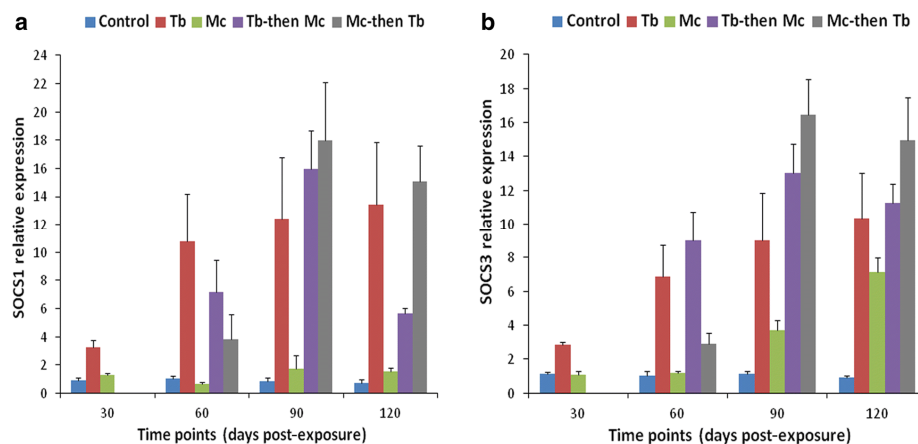 a
Control Tb Mc Tb-then Mc Mc-then Tb
SOCS1 relative expression
24
22
20
18
16
14
12
10
8
6
4
2
0
30 60 90 120
Time points (days post-exposure)
b
Control Tb Mc Tb-then Mc Mc-then Tb
SOCS3 relative expression
20
18
16
14
12
10
8
6
4
2
0
30 60 90 120
Time points (days post-exposure)